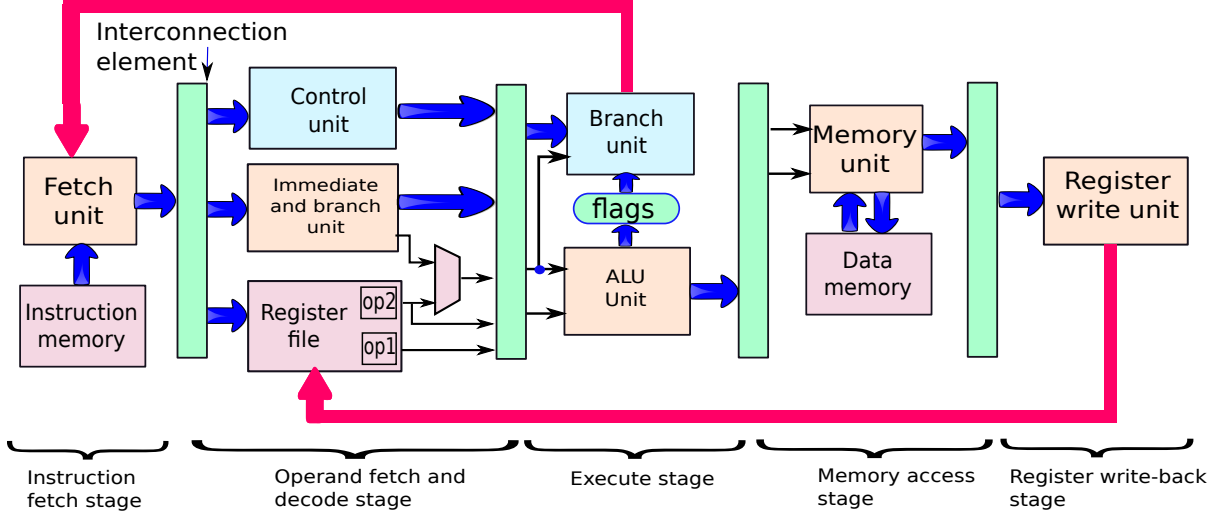 Interconnection
element
Control
unit
Branch
unit
Memory
unit
Fetch
unit
Immediate
and branch
unit
flags
Register
write unit
Instruction
memory
Register
file
op2
op1
ALU
Unit
Data
memory
Instruction
fetch stage
Operand fetch and
decode stage
Execute stage
Memory access
stage
Register write-back
stage